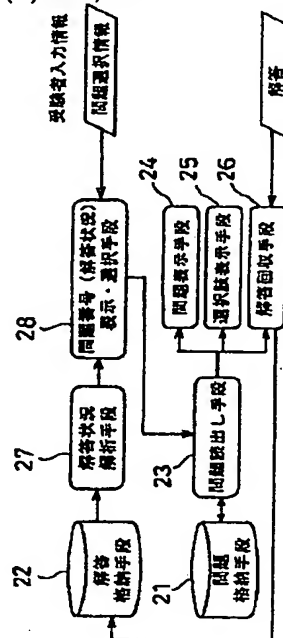 受験者入力情報
問題選択情報
28
問題番号(解答状況)
表示・選択手段
27
解答状況
解析手段
22
解答
格納手段
24
問題表示手段
25
選択肢表示手段
26
解答回収手段
解答
23
問題読出し手段
21
問題
格納手段